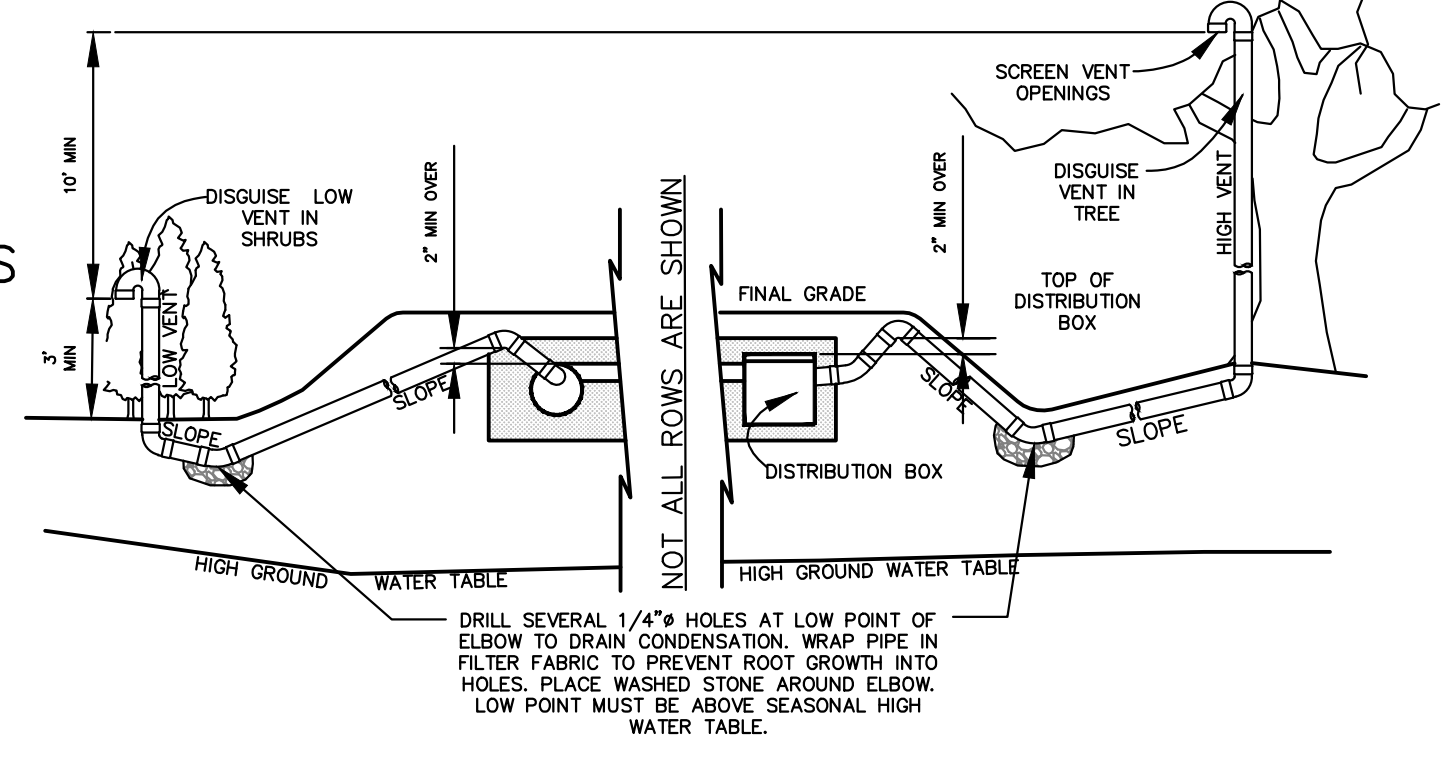 SCREEN VENT
OPENINGS
10' MIN
DISGUISE LOW
VENT IN
SHRUBS
2" MIN OVER
NOT ALL ROWS ARE SHOWN
2" MIN OVER
DISGUISE
VENT IN
TREE
HIGH VENT
S
3'
MIN
LOW VENT
FINAL GRADE
TOP OF
DISTRIBUTION
BOX
SLOPE
SLOPE
SLOPE
SLOPE
DISTRIBUTION BOX
HIGH GROUND WATER TABLE
HIGH GROUND WATER TABLE
DRILL SEVERAL 1/4"ø HOLES AT LOW POINT OF
ELBOW TO DRAIN CONDENSATION. WRAP PIPE IN
FILTER FABRIC TO PREVENT ROOT GROWTH INTO
HOLES. PLACE WASHED STONE AROUND ELBOW.
LOW POINT MUST BE ABOVE SEASONAL HIGH
WATER TABLE.